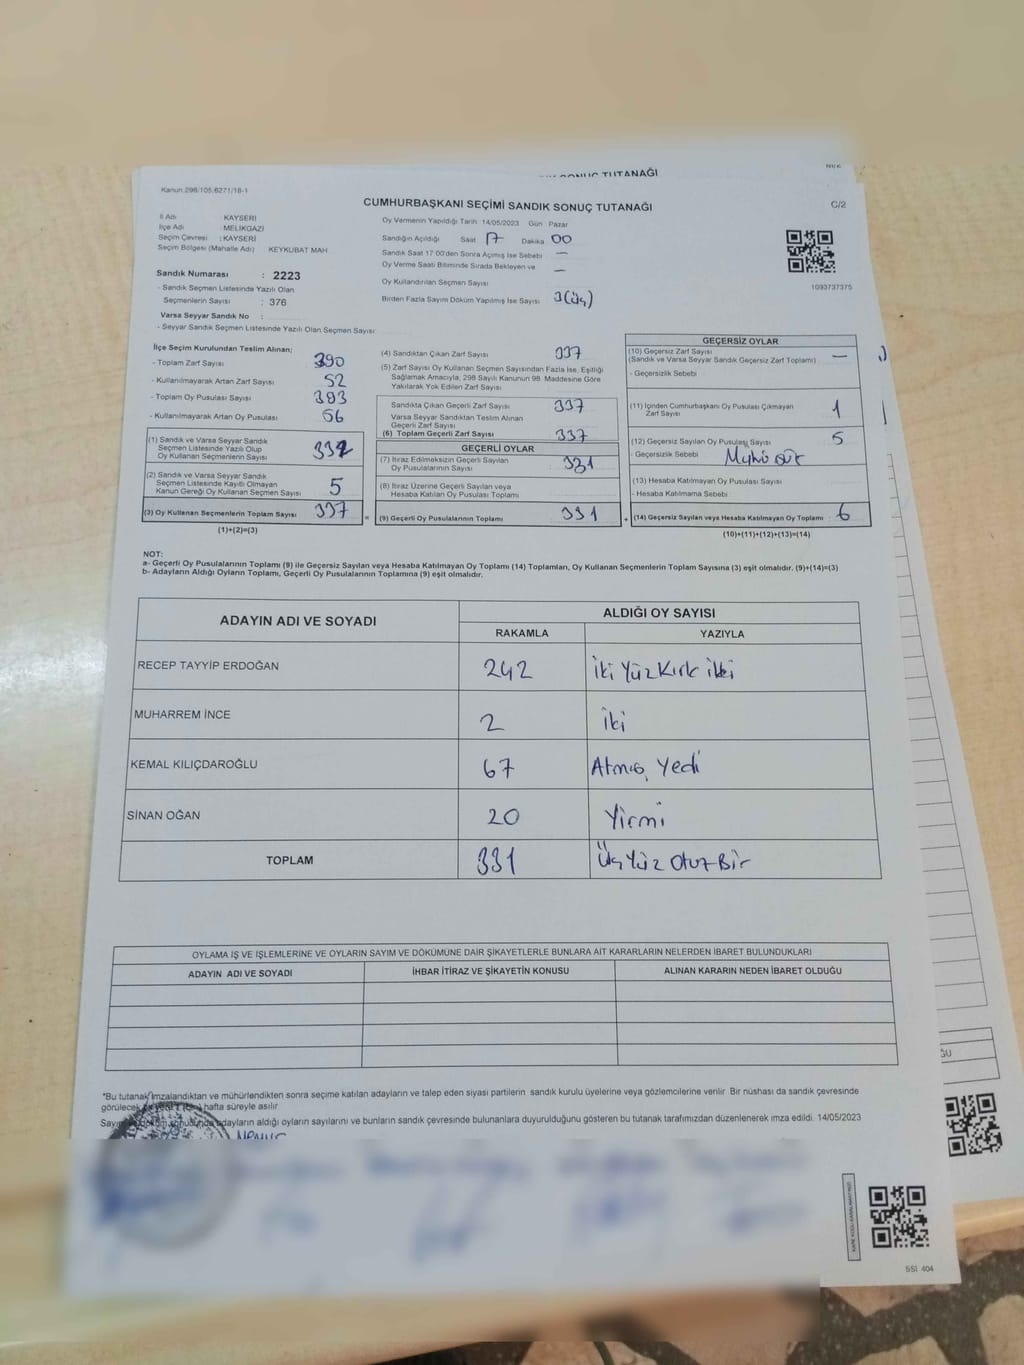 SONUÇ TUTANAĞI
Kanun.298/105.6271/18-1
CUMHURBAŞKANI SEÇİMİ SANDIK SONUÇ TUTANAĞI
C/2
İl Adı KAYSERİ
İlçe Adı : MELİKGAZİ
Seçim Çevresi : KAYSERİ
Seçim Bölgesi (Mahalle Adı) KEYKUBAT MAH
Sandık Numarası : 2223
- Sandık Seçmen Listesinde Yazılı Olan
Seçmenlerin Sayısı : 376
Varsa Seyyar Sandık No :
- Seyyar Sandık Seçmen Listesinde Yazılı Olan Seçmen Sayısı
Oy Vermenin Yapıldığı Tarih 14/05/2023 Gün Pazar
Sandığın Açıldığı Saat 17 Dakika 00
Sandık Saat 17:00'den Sonra Açımış İse Sebebi —
Oy Verme Saati Bitiminde Sırada Bekleyen ve —
Oy Kullandırılan Seçmen Sayısı
Birden Fazla Sayım Döküm Yapılmış İse Sayısı 3(üç)
1093737375
İlçe Seçim Kurulundan Teslim Alınan;
- Toplam Zarf Sayısı 390
- Kullanılmayarak Artan Zarf Sayısı 52
- Toplam Oy Pusulası Sayısı 393
- Kullanılmayarak Artan Oy Pusulası 56
(1) Sandık ve Varsa Seyyar Sandık
Seçmen Listesinde Yazılı Olup
Oy Kullanan Seçmenlerin Sayısı 332
(2) Sandık ve Varsa Seyyar Sandık
Seçmen Listesinde Kayıtlı Olmayan
Kanun Gereği Oy Kullanan Seçmen Sayısı 5
(3) Oy Kullanan Seçmenlerin Toplam Sayısı 337
(1)+(2)=(3)
(4) Sandıktan Çıkan Zarf Sayısı 337
(5) Zarf Sayısı Oy Kullanan Seçmen Sayısından Fazla İse, Eşitliği
Sağlamak Amacıyla, 298 Sayılı Kanunun 98. Maddesine Göre
Yakılarak Yok Edilen Zarf Sayısı
Sandıkta Çıkan Geçerli Zarf Sayısı 337
Varsa Seyyar Sandıktan Teslim Alınan
Geçerli Zarf Sayısı
(6) Toplam Geçerli Zarf Sayısı 337
GEÇERLİ OYLAR
(7) İtiraz Edilmeksizin Geçerli Sayılan
Oy Pusulalarının Sayısı 331
(8) İtiraz Üzerine Geçerli Sayılan veya
Hesaba Katılan Oy Pusulası Toplamı
= (9) Geçerli Oy Pusulalarının Toplamı 331
GEÇERSİZ OYLAR
(10) Geçersiz Zarf Sayısı
(Sandık ve Varsa Seyyar Sandık Geçersiz Zarf Toplamı) —
- Geçersizlik Sebebi
(11) İçinden Cumhurbaşkanı Oy Pusulası Çıkmayan
Zarf Sayısı 1
(12) Geçersiz Sayılan Oy Pusulası Sayısı 5
- Geçersizlik Sebebi
(13) Hesaba Katılmayan Oy Pusulası Sayısı
- Hesaba Katılmama Sebebi
+ (14) Geçersiz Sayılan veya Hesaba Katılmayan Oy Toplamı 6
(10)+(11)+(12)+(13)=(14)
NOT:
a- Geçerli Oy Pusulalarının Toplamı (9) ile Geçersiz Sayılan veya Hesaba Katılmayan Oy Toplamı (14) Toplamları, Oy Kullanan Seçmenlerin Toplam Sayısına (3) eşit olmalıdır. (9)+(14)=(3)
b- Adayların Aldığı Oyların Toplamı, Geçerli Oy Pusulalarının Toplamına (9) eşit olmalıdır.
ADAYIN ADI VE SOYADI ALDIĞI OY SAYISI
RAKAMLA YAZIYLA
RECEP TAYYİP ERDOĞAN 242 İki Yüz Kırk iki
MUHARREM İNCE 2 İki
KEMAL KILIÇDAROĞLU 67 Atmış Yedi
SİNAN OĞAN 20 Yirmi
TOPLAM 331 Üç Yüz Otuz Bir
OYLAMA İŞ VE İŞLEMLERİNE VE OYLARIN SAYIM VE DÖKÜMÜNE DAİR ŞİKAYETLERLE BUNLARA AİT KARARLARIN NELERDEN İBARET BULUNDUKLARI
ADAYIN ADI VE SOYADI İHBAR İTİRAZ VE ŞİKAYETİN KONUSU ALINAN KARARIN NEDEN İBARET OLDUĞU
*Bu tutanak imzalandıktan ve mühürlendikten sonra seçime katılan adayların ve talep eden siyasi partilerin sandık kurulu üyelerine veya gözlemcilerine verilir Bir nüshası da sandık çevresinde
görülecek hafta süreyle asılır
Sayım döküm sonucunda adayların aldığı oyların sayılarını ve bunların sandık çevresinde bulunanlara duyurulduğunu gösteren bu tutanak tarafımızdan düzenlenerek imza edildi. 14/05/2023
SSİ 404